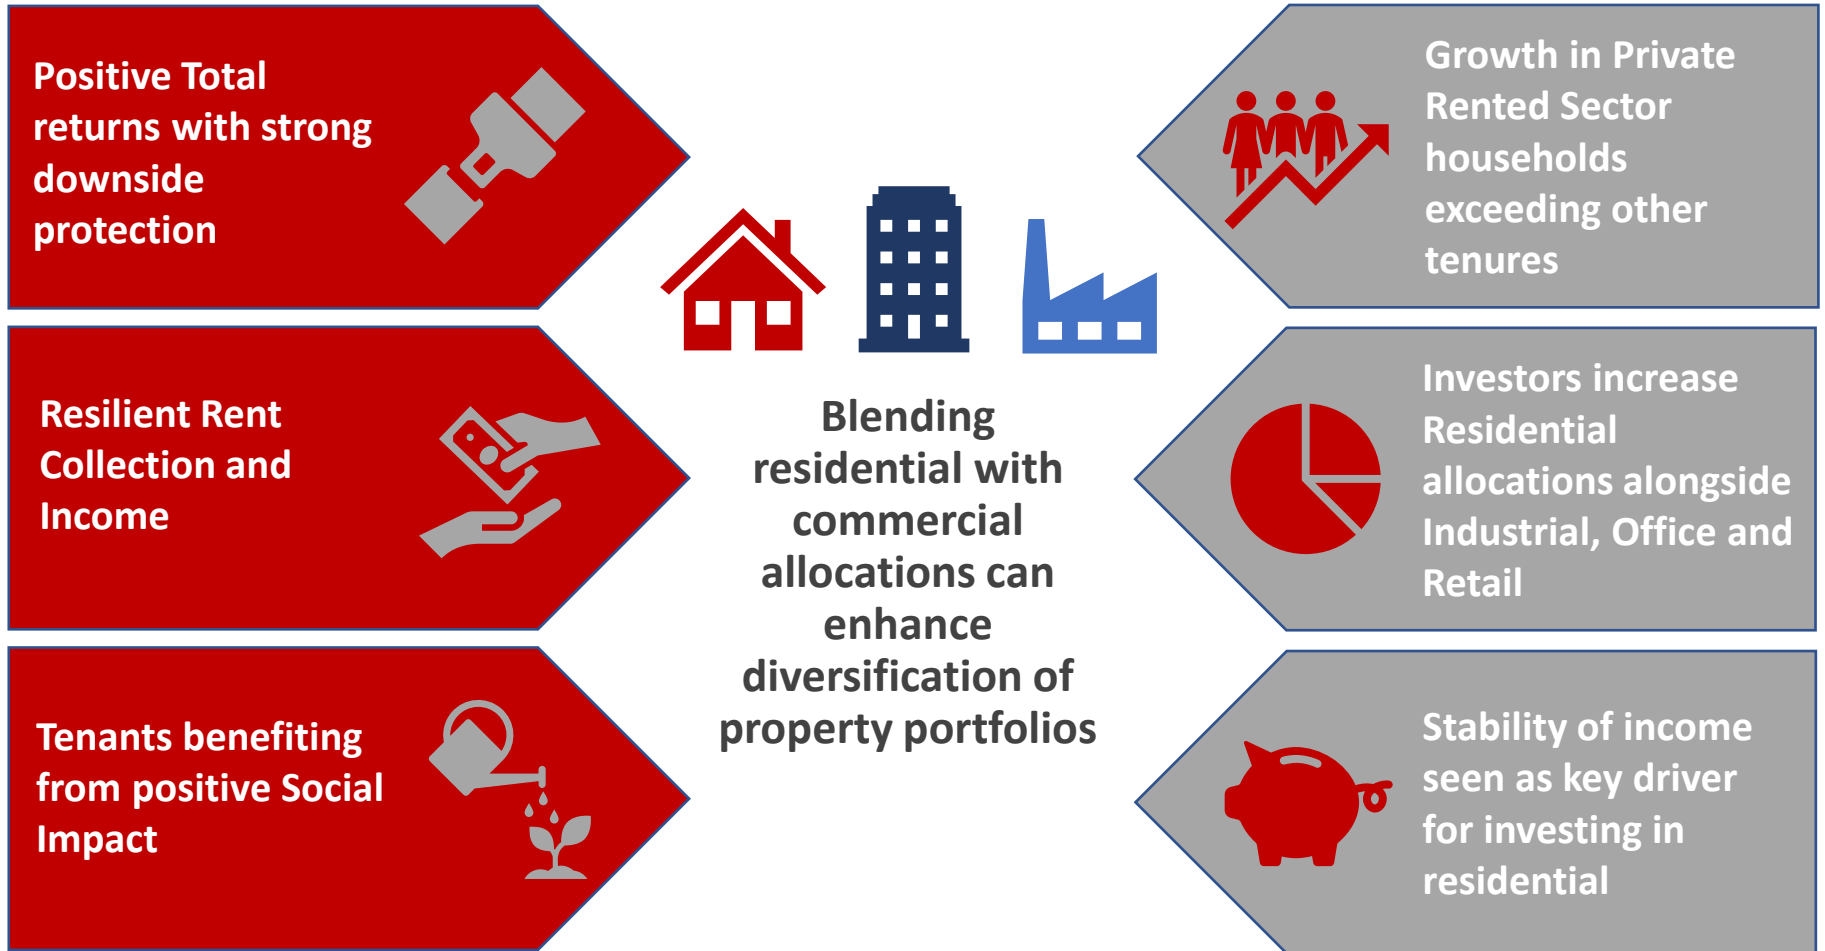 Positive Total
returns with strong
downside
protection
Resilient Rent
Collection and
Income
Tenants benefiting
from positive Social
Impact
Blending
residential with
commercial
allocations can
enhance
diversification of
property portfolios
Growth in Private
Rented Sector
households
exceeding other
tenures
Investors increase
Residential
allocations alongside
Industrial, Office and
Retail
Stability of income
seen as key driver
for investing in
residential